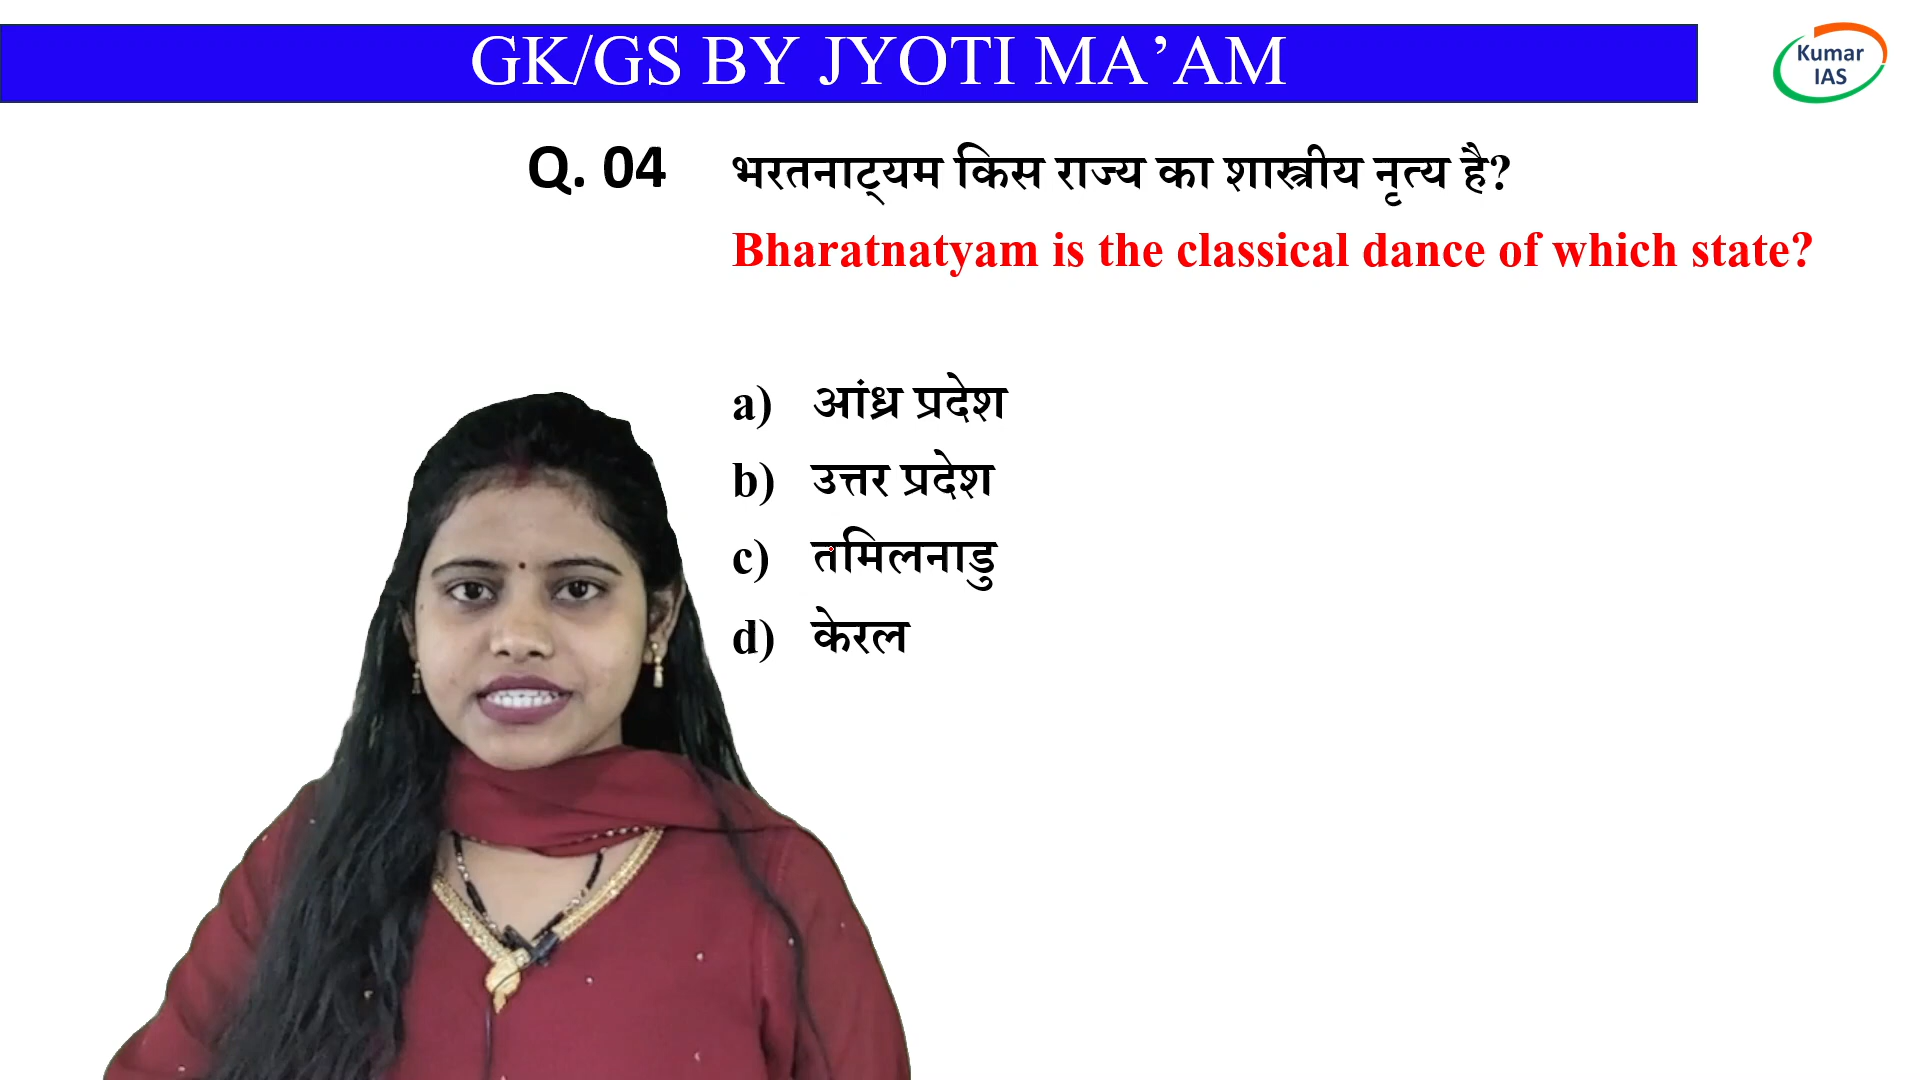 GK/GS BY JYOTI MA’AM
Kumar
IAS
Q. 04 भरतनाट्यम किस राज्य का शास्त्रीय नृत्य है?
Bharatnatyam is the classical dance of which state?
a) आंध्र प्रदेश
b) उत्तर प्रदेश
c) तमिलनाडु
d) केरल